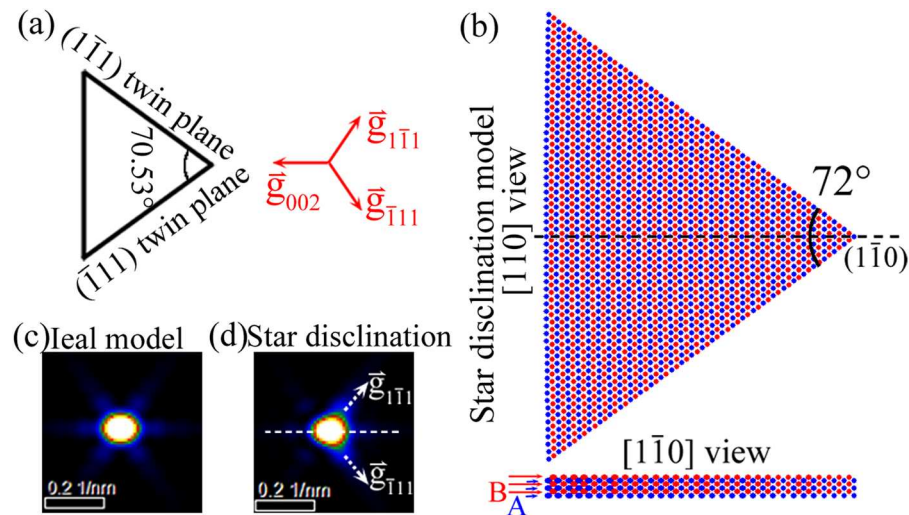 (a)
(11̄1) twin plane
70.53°
(1̄11) twin plane
g⃗11̄1
g⃗002
g⃗1̄11
(b)
Star disclination model
[110] view
72°
(11̄0)
(c) Ieal model
0.2 1/nm
(d) Star disclination
g⃗11̄1
g⃗1̄11
0.2 1/nm
[11̄0] view
B
A